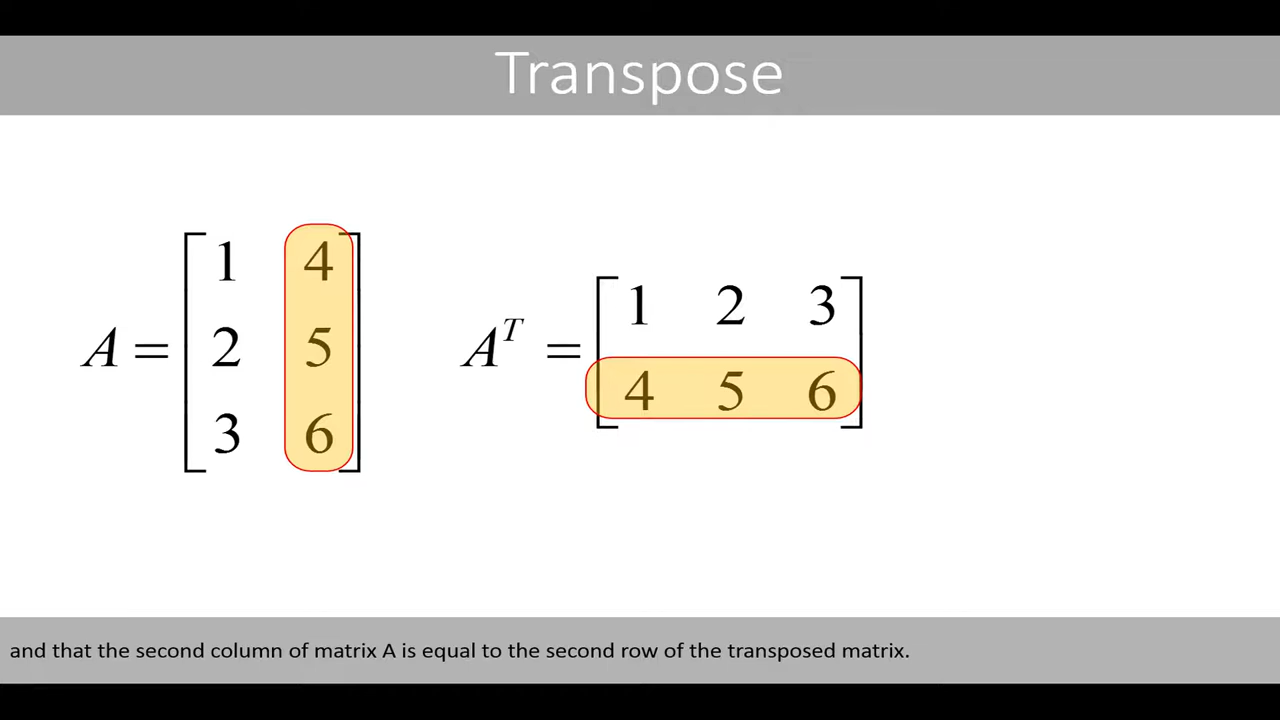 Transpose
A = [1 4
2 5
3 6]
A^T = [1 2 3
4 5 6]
and that the second column of matrix A is equal to the second row of the transposed matrix.